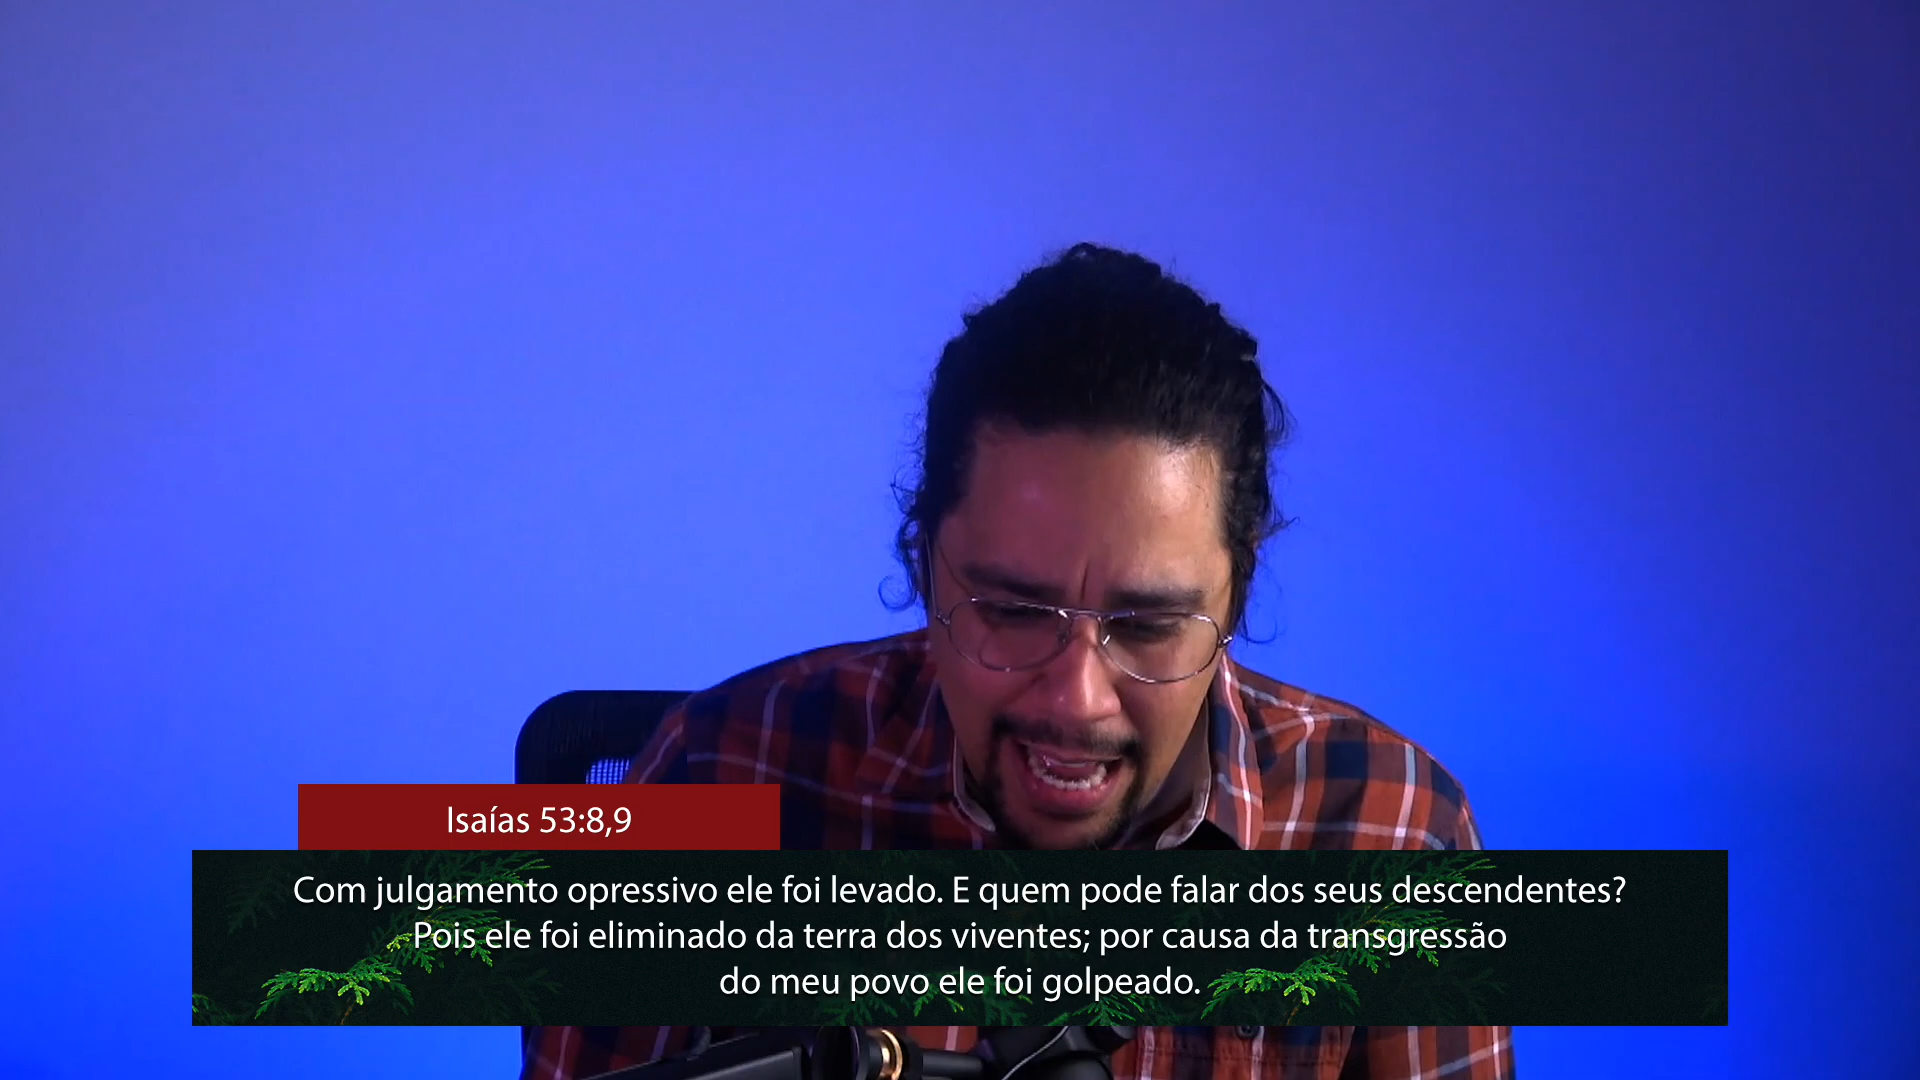 Isaías 53:8,9
Com julgamento opressivo ele foi levado. E quem pode falar dos seus descendentes?
Pois ele foi eliminado da terra dos viventes; por causa da transgressão
do meu povo ele foi golpeado.